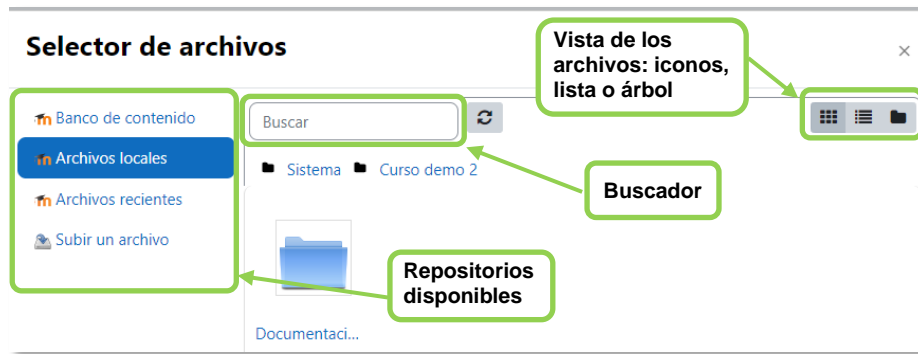 Selector de archivos
Vista de los
archivos: iconos,
lista o árbol
×
Banco de contenido
Archivos locales
Archivos recientes
Subir un archivo
Buscar
Sistema Curso demo 2
Buscador
Repositorios
disponibles
Documentaci...